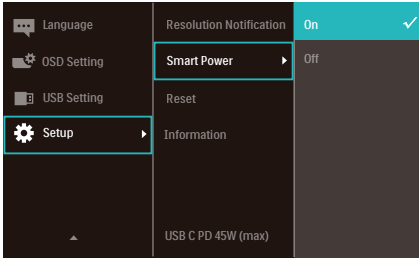 Language
OSD Setting
USB Setting
Setup
Resolution Notification
Smart Power
Reset
Information
USB C PD 45W (max)
On
Off